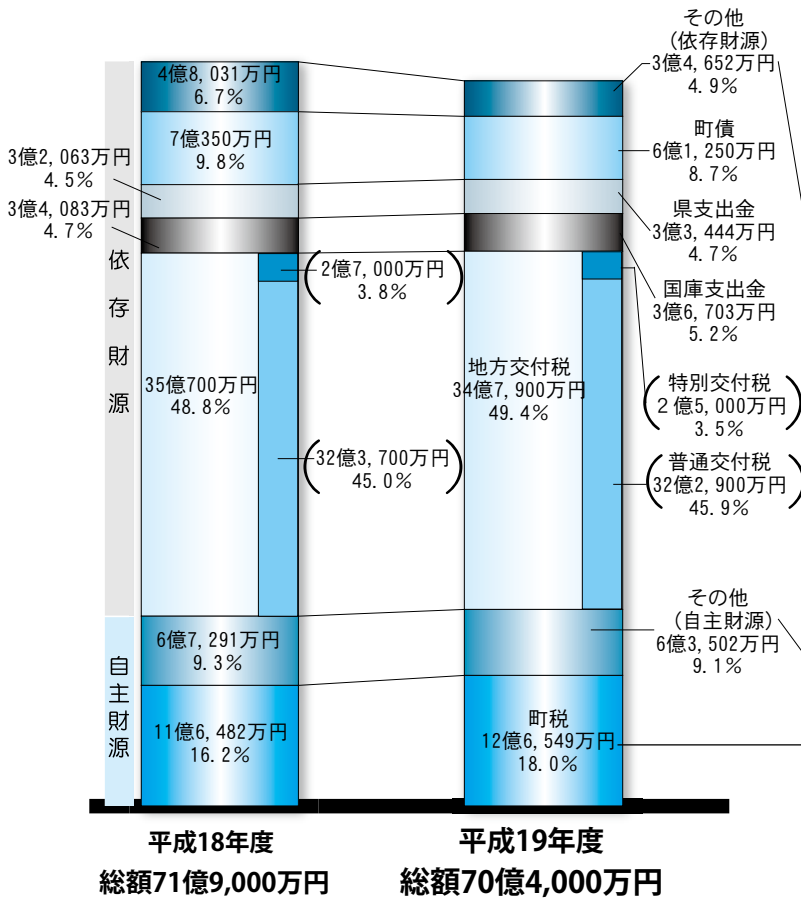 依存財源
自主財源
4億8,031万円
6.7%
7億350万円
9.8%
3億2,063万円
4.5%
3億4,083万円
4.7%
2億7,000万円
3.8%
35億700万円
48.8%
32億3,700万円
45.0%
6億7,291万円
9.3%
11億6,482万円
16.2%
平成18年度
総額71億9,000万円
その他
(依存財源)
3億4,652万円
4.9%
町債
6億1,250万円
8.7%
県支出金
3億3,444万円
4.7%
国庫支出金
3億6,703万円
5.2%
地方交付税
34億7,900万円
49.4%
特別交付税
2億5,000万円
3.5%
普通交付税
32億2,900万円
45.9%
その他
(自主財源)
6億3,502万円
9.1%
町税
12億6,549万円
18.0%
平成19年度
総額70億4,000万円